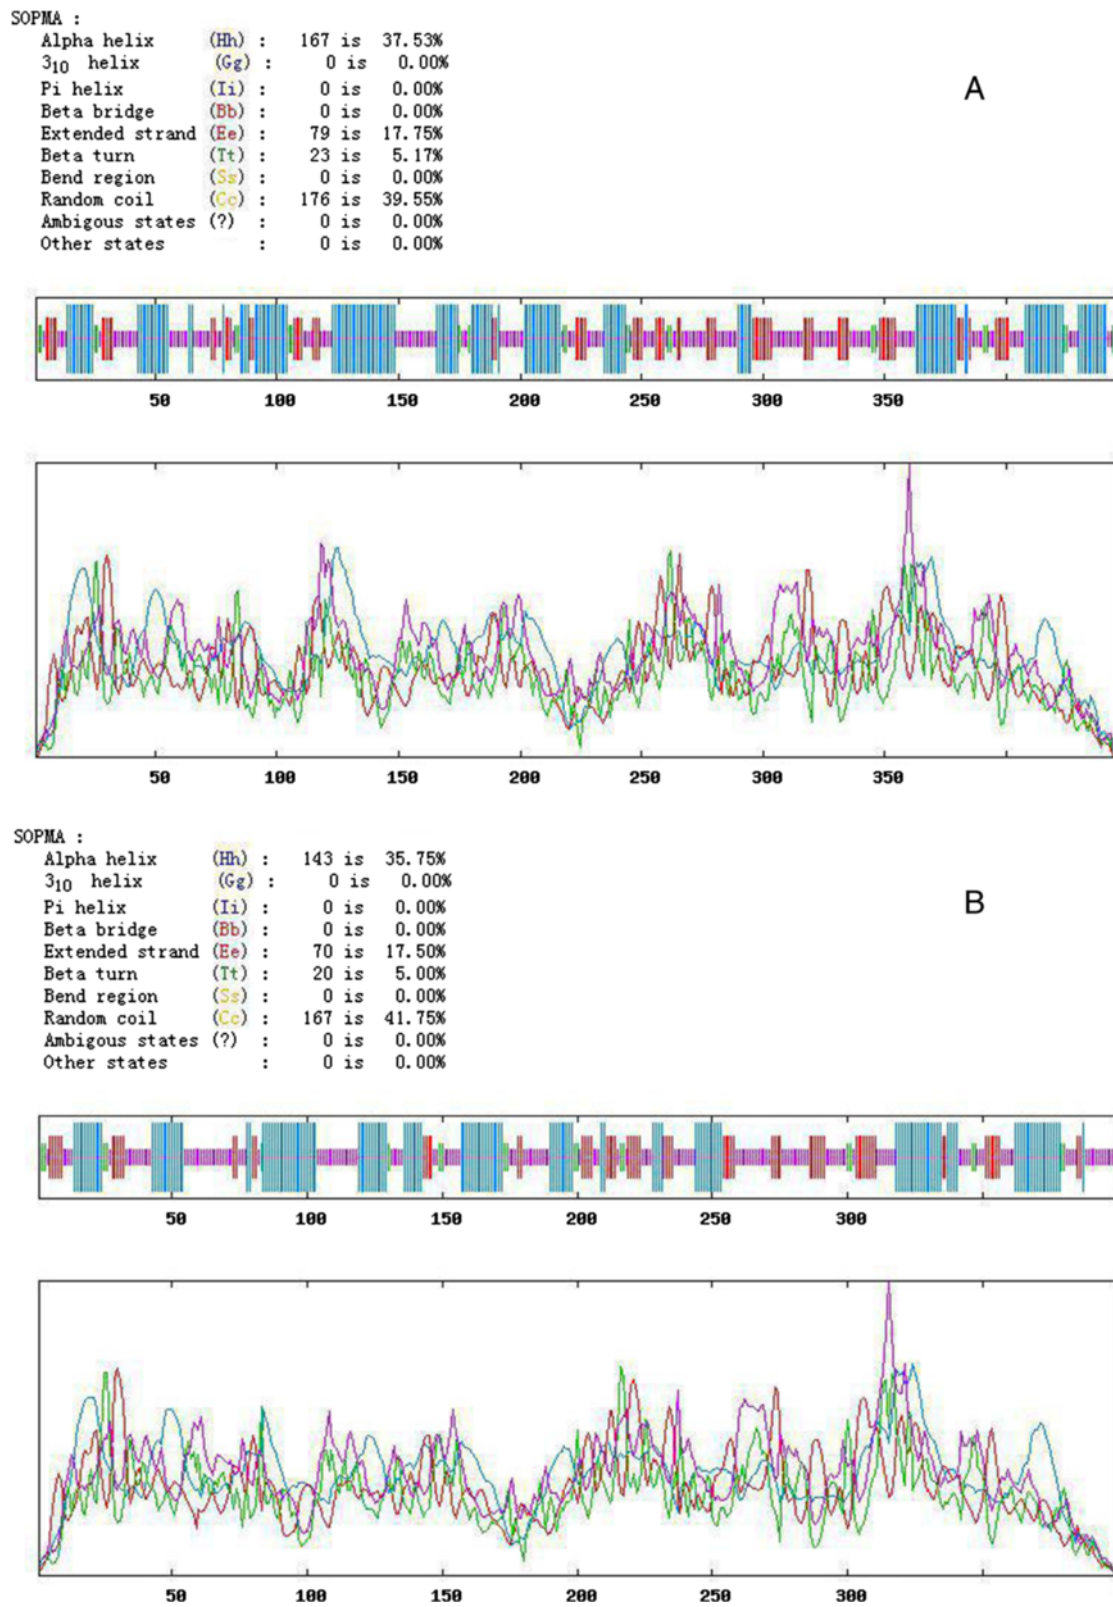 SOPMA :
Alpha helix (Hh) : 167 is 37.53%
3₁₀ helix (Gg) : 0 is 0.00%
Pi helix (Ii) : 0 is 0.00%
Beta bridge (Bb) : 0 is 0.00%
Extended strand (Ee) : 79 is 17.75%
Beta turn (Tt) : 23 is 5.17%
Bend region (Ss) : 0 is 0.00%
Random coil (Cc) : 176 is 39.55%
Ambigous states (?) : 0 is 0.00%
Other states : 0 is 0.00%
A
50 100 150 200 250 300 350
50 100 150 200 250 300 350
SOPMA :
Alpha helix (Hh) : 143 is 35.75%
3₁₀ helix (Gg) : 0 is 0.00%
Pi helix (Ii) : 0 is 0.00%
Beta bridge (Bb) : 0 is 0.00%
Extended strand (Ee) : 70 is 17.50%
Beta turn (Tt) : 20 is 5.00%
Bend region (Ss) : 0 is 0.00%
Random coil (Cc) : 167 is 41.75%
Ambigous states (?) : 0 is 0.00%
Other states : 0 is 0.00%
B
50 100 150 200 250 300
50 100 150 200 250 300